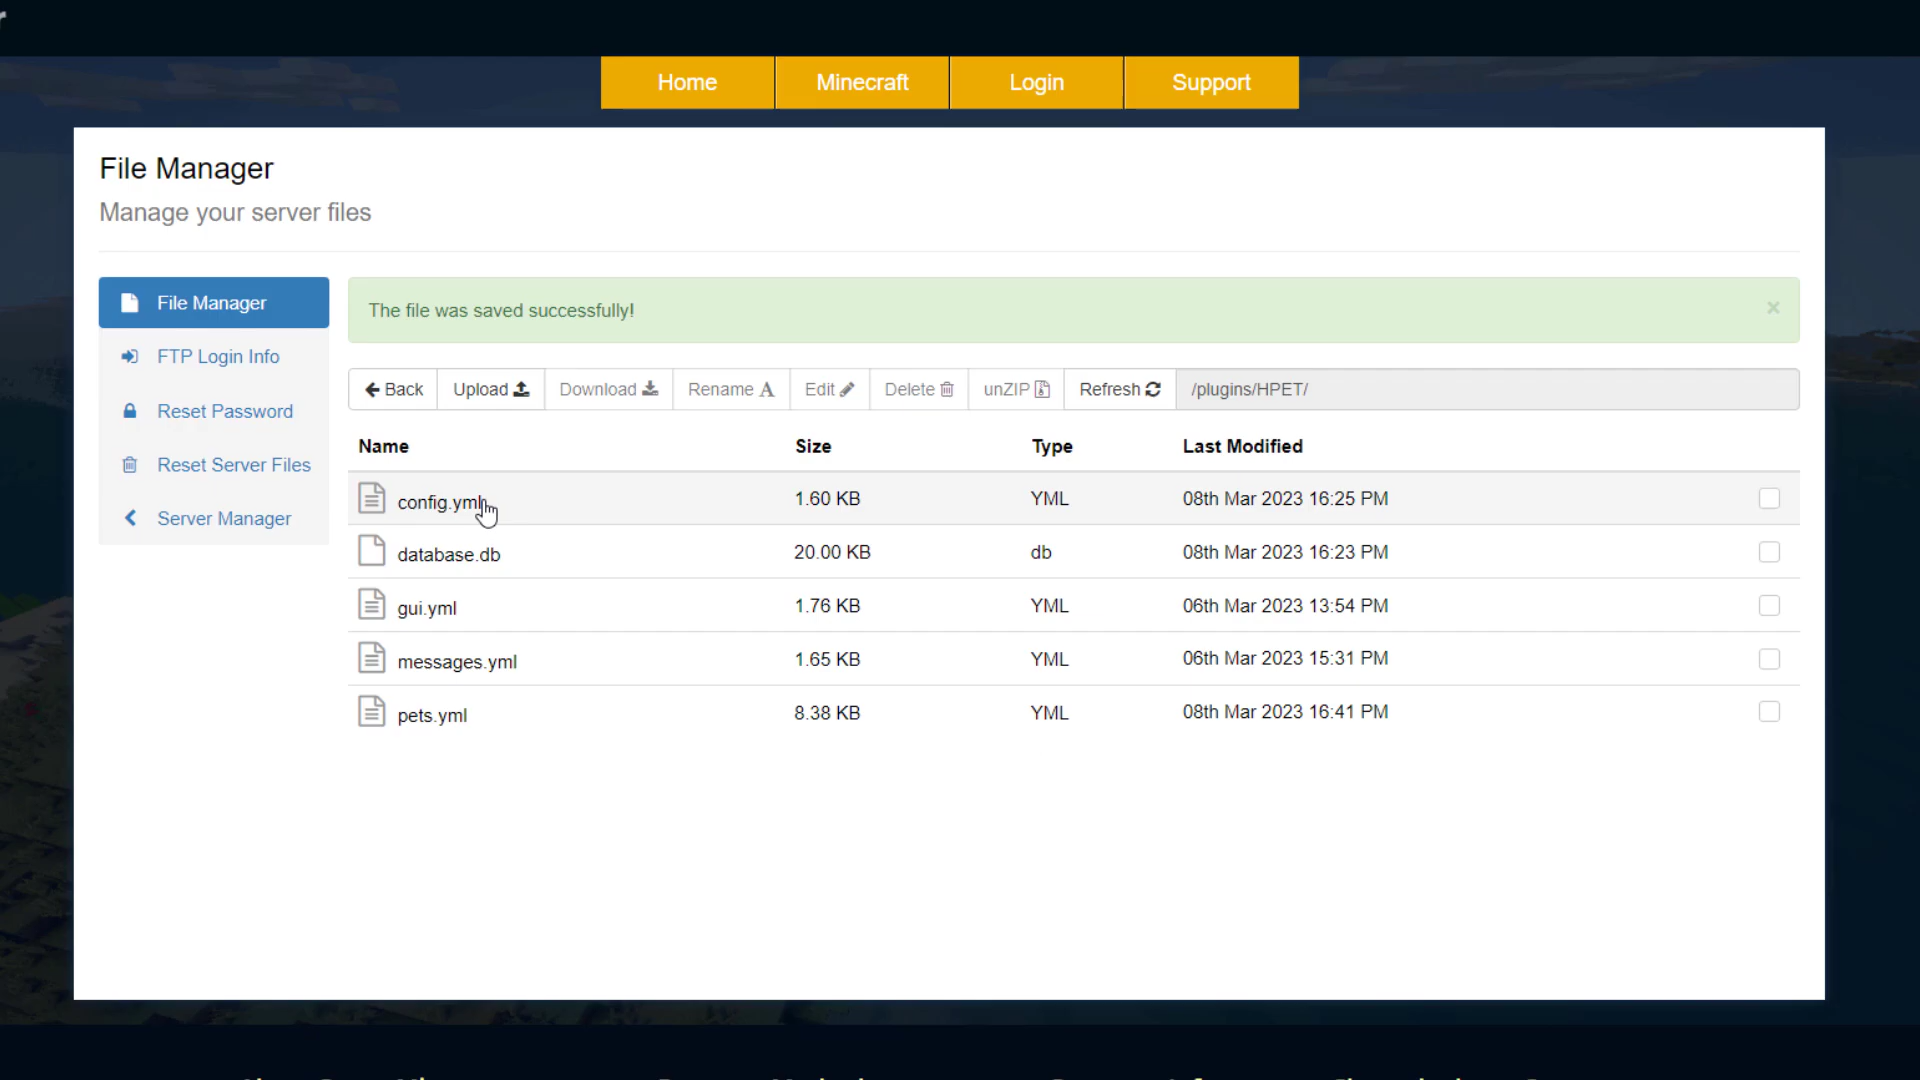 Home Minecraft Login Support
File Manager
Manage your server files
File Manager
FTP Login Info
Reset Password
Reset Server Files
Server Manager
The file was saved successfully! ×
Back Upload Download Rename Edit Delete unZIP Refresh /plugins/HPET/
Name Size Type Last Modified
config.yml 1.60 KB YML 08th Mar 2023 16:25 PM
database.db 20.00 KB db 08th Mar 2023 16:23 PM
gui.yml 1.76 KB YML 06th Mar 2023 13:54 PM
messages.yml 1.65 KB YML 06th Mar 2023 15:31 PM
pets.yml 8.38 KB YML 08th Mar 2023 16:41 PM